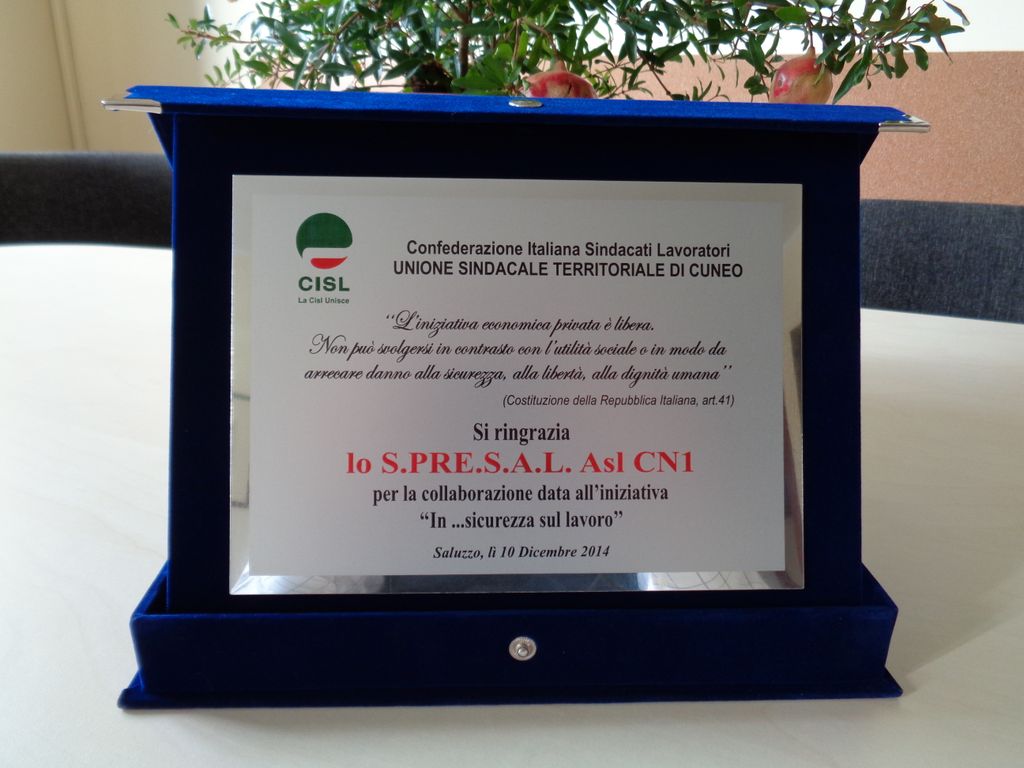 CISL
La Cisl Unisce
Confederazione Italiana Sindacati Lavoratori
UNIONE SINDACALE TERRITORIALE DI CUNEO
“L'iniziativa economica privata è libera.
Non può svolgersi in contrasto con l'utilità sociale o in modo da
arrecare danno alla sicurezza, alla libertà, alla dignità umana”
(Costituzione della Repubblica Italiana, art.41)
Si ringrazia
lo S.PRE.S.A.L. Asl CN1
per la collaborazione data all’iniziativa
“In ...sicurezza sul lavoro”
Saluzzo, lì 10 Dicembre 2014